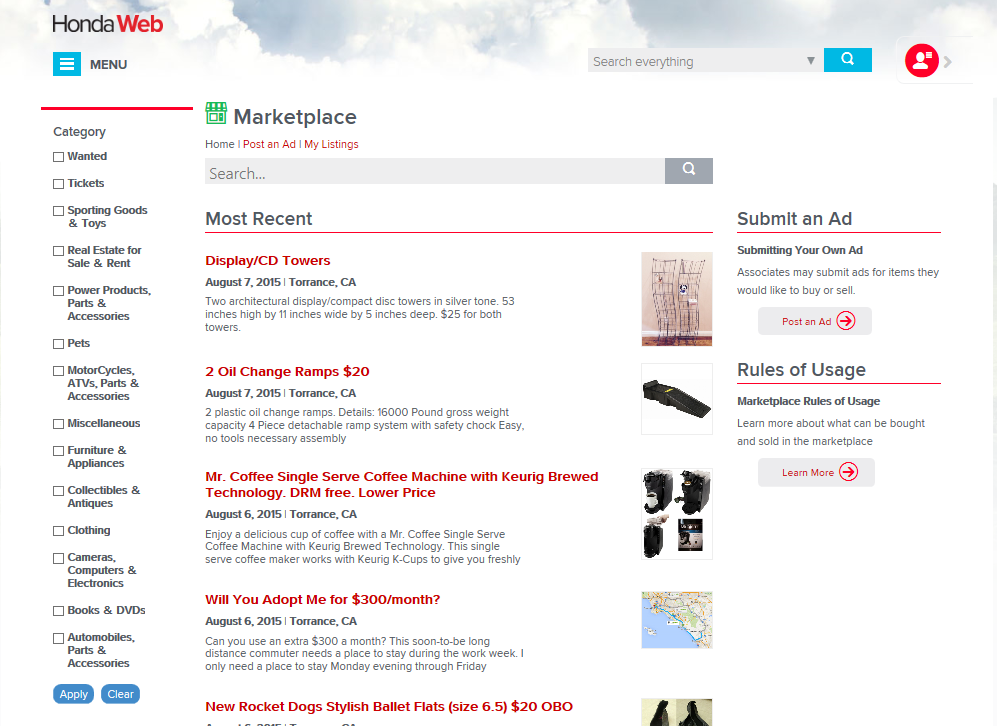 HondaWeb
MENU
Search everything
Category
Wanted
Tickets
Sporting Goods
& Toys
Real Estate for
Sale & Rent
Power Products,
Parts &
Accessories
Pets
MotorCycles,
ATVs, Parts &
Accessories
Miscellaneous
Furniture &
Appliances
Collectibles &
Antiques
Clothing
Cameras,
Computers &
Electronics
Books & DVDs
Automobiles,
Parts &
Accessories
Apply Clear
Marketplace
Home | Post an Ad | My Listings
Search...
Most Recent
Display/CD Towers
August 7, 2015 | Torrance, CA
Two architectural display/compact disc towers in silver tone. 53
inches high by 11 inches wide by 5 inches deep. $25 for both
towers.
2 Oil Change Ramps $20
August 7, 2015 | Torrance, CA
2 plastic oil change ramps. Details: 16000 Pound gross weight
capacity 4 Piece detachable ramp system with safety chock Easy,
no tools necessary assembly
Mr. Coffee Single Serve Coffee Machine with Keurig Brewed
Technology. DRM free. Lower Price
August 6, 2015 | Torrance, CA
Enjoy a delicious cup of coffee with a Mr. Coffee Single Serve
Coffee Machine with Keurig Brewed Technology. This single
serve coffee maker works with Keurig K-Cups to give you freshly
Will You Adopt Me for $300/month?
August 6, 2015 | Torrance, CA
Can you use an extra $300 a month? This soon-to-be long
distance commuter needs a place to stay during the work week. I
only need a place to stay Monday evening through Friday
New Rocket Dogs Stylish Ballet Flats (size 6.5) $20 OBO
Submit an Ad
Submitting Your Own Ad
Associates may submit ads for items they
would like to buy or sell.
Post an Ad
Rules of Usage
Marketplace Rules of Usage
Learn more about what can be bought
and sold in the marketplace
Learn More